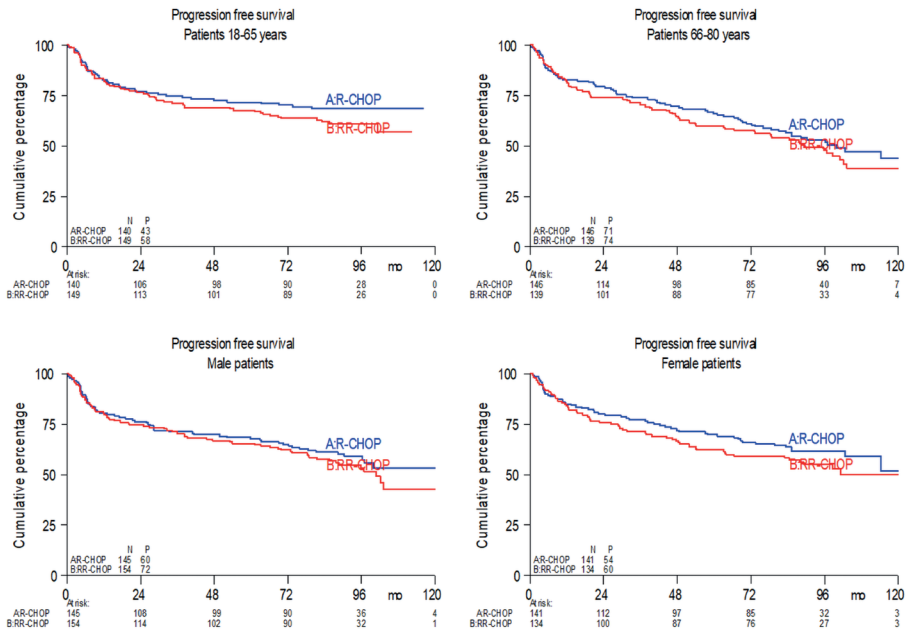 Progression free survival
Patients 18-65 years
100
75
50
25
0
Cumulative percentage
A:R-CHOP
B:RR-CHOP
N P
AR-CHOP 140 43
B:RR-CHOP 149 58
0 24 48 72 96 mo 120
At risk:
AR-CHOP 140 106 98 90 28 0
B:RR-CHOP 149 113 101 89 26 0
Progression free survival
Patients 66-80 years
100
75
50
25
0
Cumulative percentage
A:R-CHOP
B:RR-CHOP
N P
AR-CHOP 146 71
B:RR-CHOP 139 74
0 24 48 72 96 mo 120
At risk:
AR-CHOP 146 114 98 85 40 7
B:RR-CHOP 139 101 88 77 33 4
Progression free survival
Male patients
100
75
50
25
0
Cumulative percentage
A:R-CHOP
B:RR-CHOP
N P
AR-CHOP 145 60
B:RR-CHOP 154 72
0 24 48 72 96 mo 120
At risk:
AR-CHOP 145 108 99 90 36 4
B:RR-CHOP 154 114 102 90 32 1
Progression free survival
Female patients
100
75
50
25
0
Cumulative percentage
A:R-CHOP
B:RR-CHOP
N P
AR-CHOP 141 54
B:RR-CHOP 134 60
0 24 48 72 96 mo 120
At risk:
AR-CHOP 141 112 97 85 32 3
B:RR-CHOP 134 100 87 76 27 3